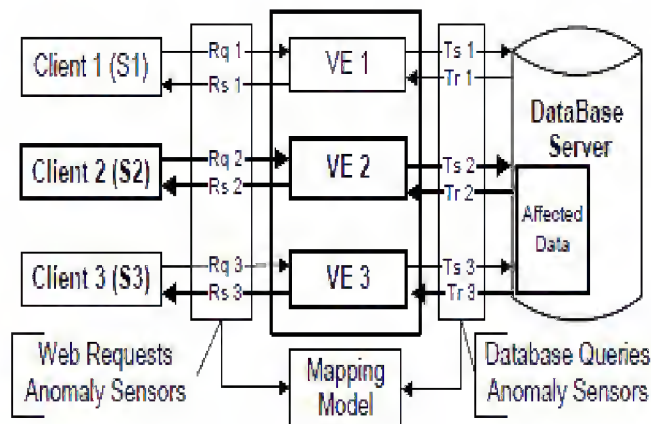 Client 1 (S1)
Rq 1
Rs 1
VE 1
Ts 1
Tr 1
DataBase
Server
Client 2 (S2)
Rq 2
Rs 2
VE 2
Ts 2
Tr 2
Affected
Data
Client 3 (S3)
Rq 3
Rs 3
VE 3
Ts 3
Tr 3
Web Requests
Anomaly Sensors
Mapping
Model
Database Queries
Anomaly Sensors